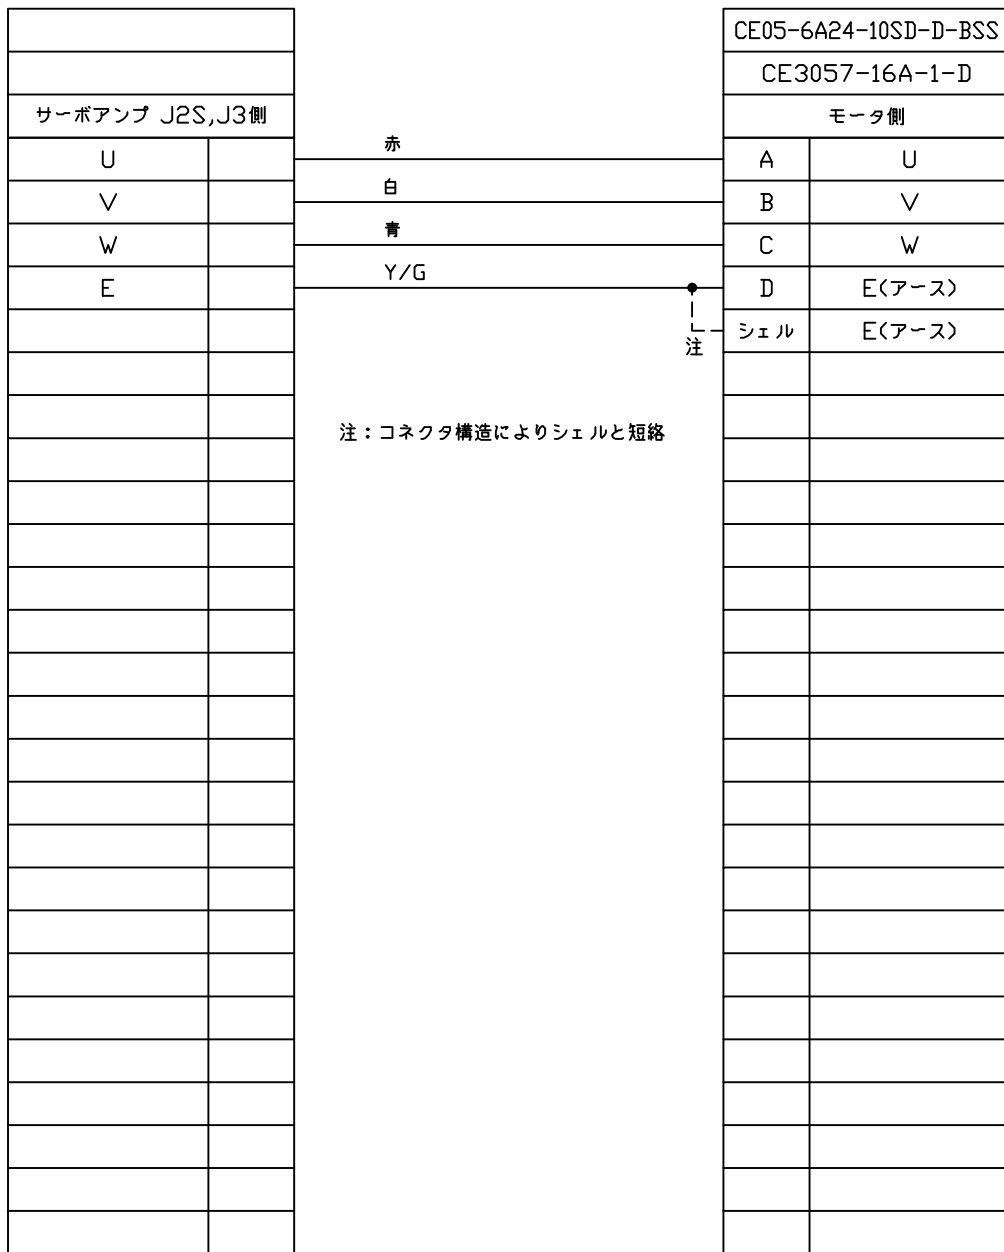 CE05-6A24-10SD-D-BSS
CE3057-16A-1-D
サーボアンプ J2S,J3側
モータ側
U 赤 A U
V 白 B V
W 青 C W
E Y/G D E(アース)
シェル E(アース)
注
注：コネクタ構造によりシェルと短絡